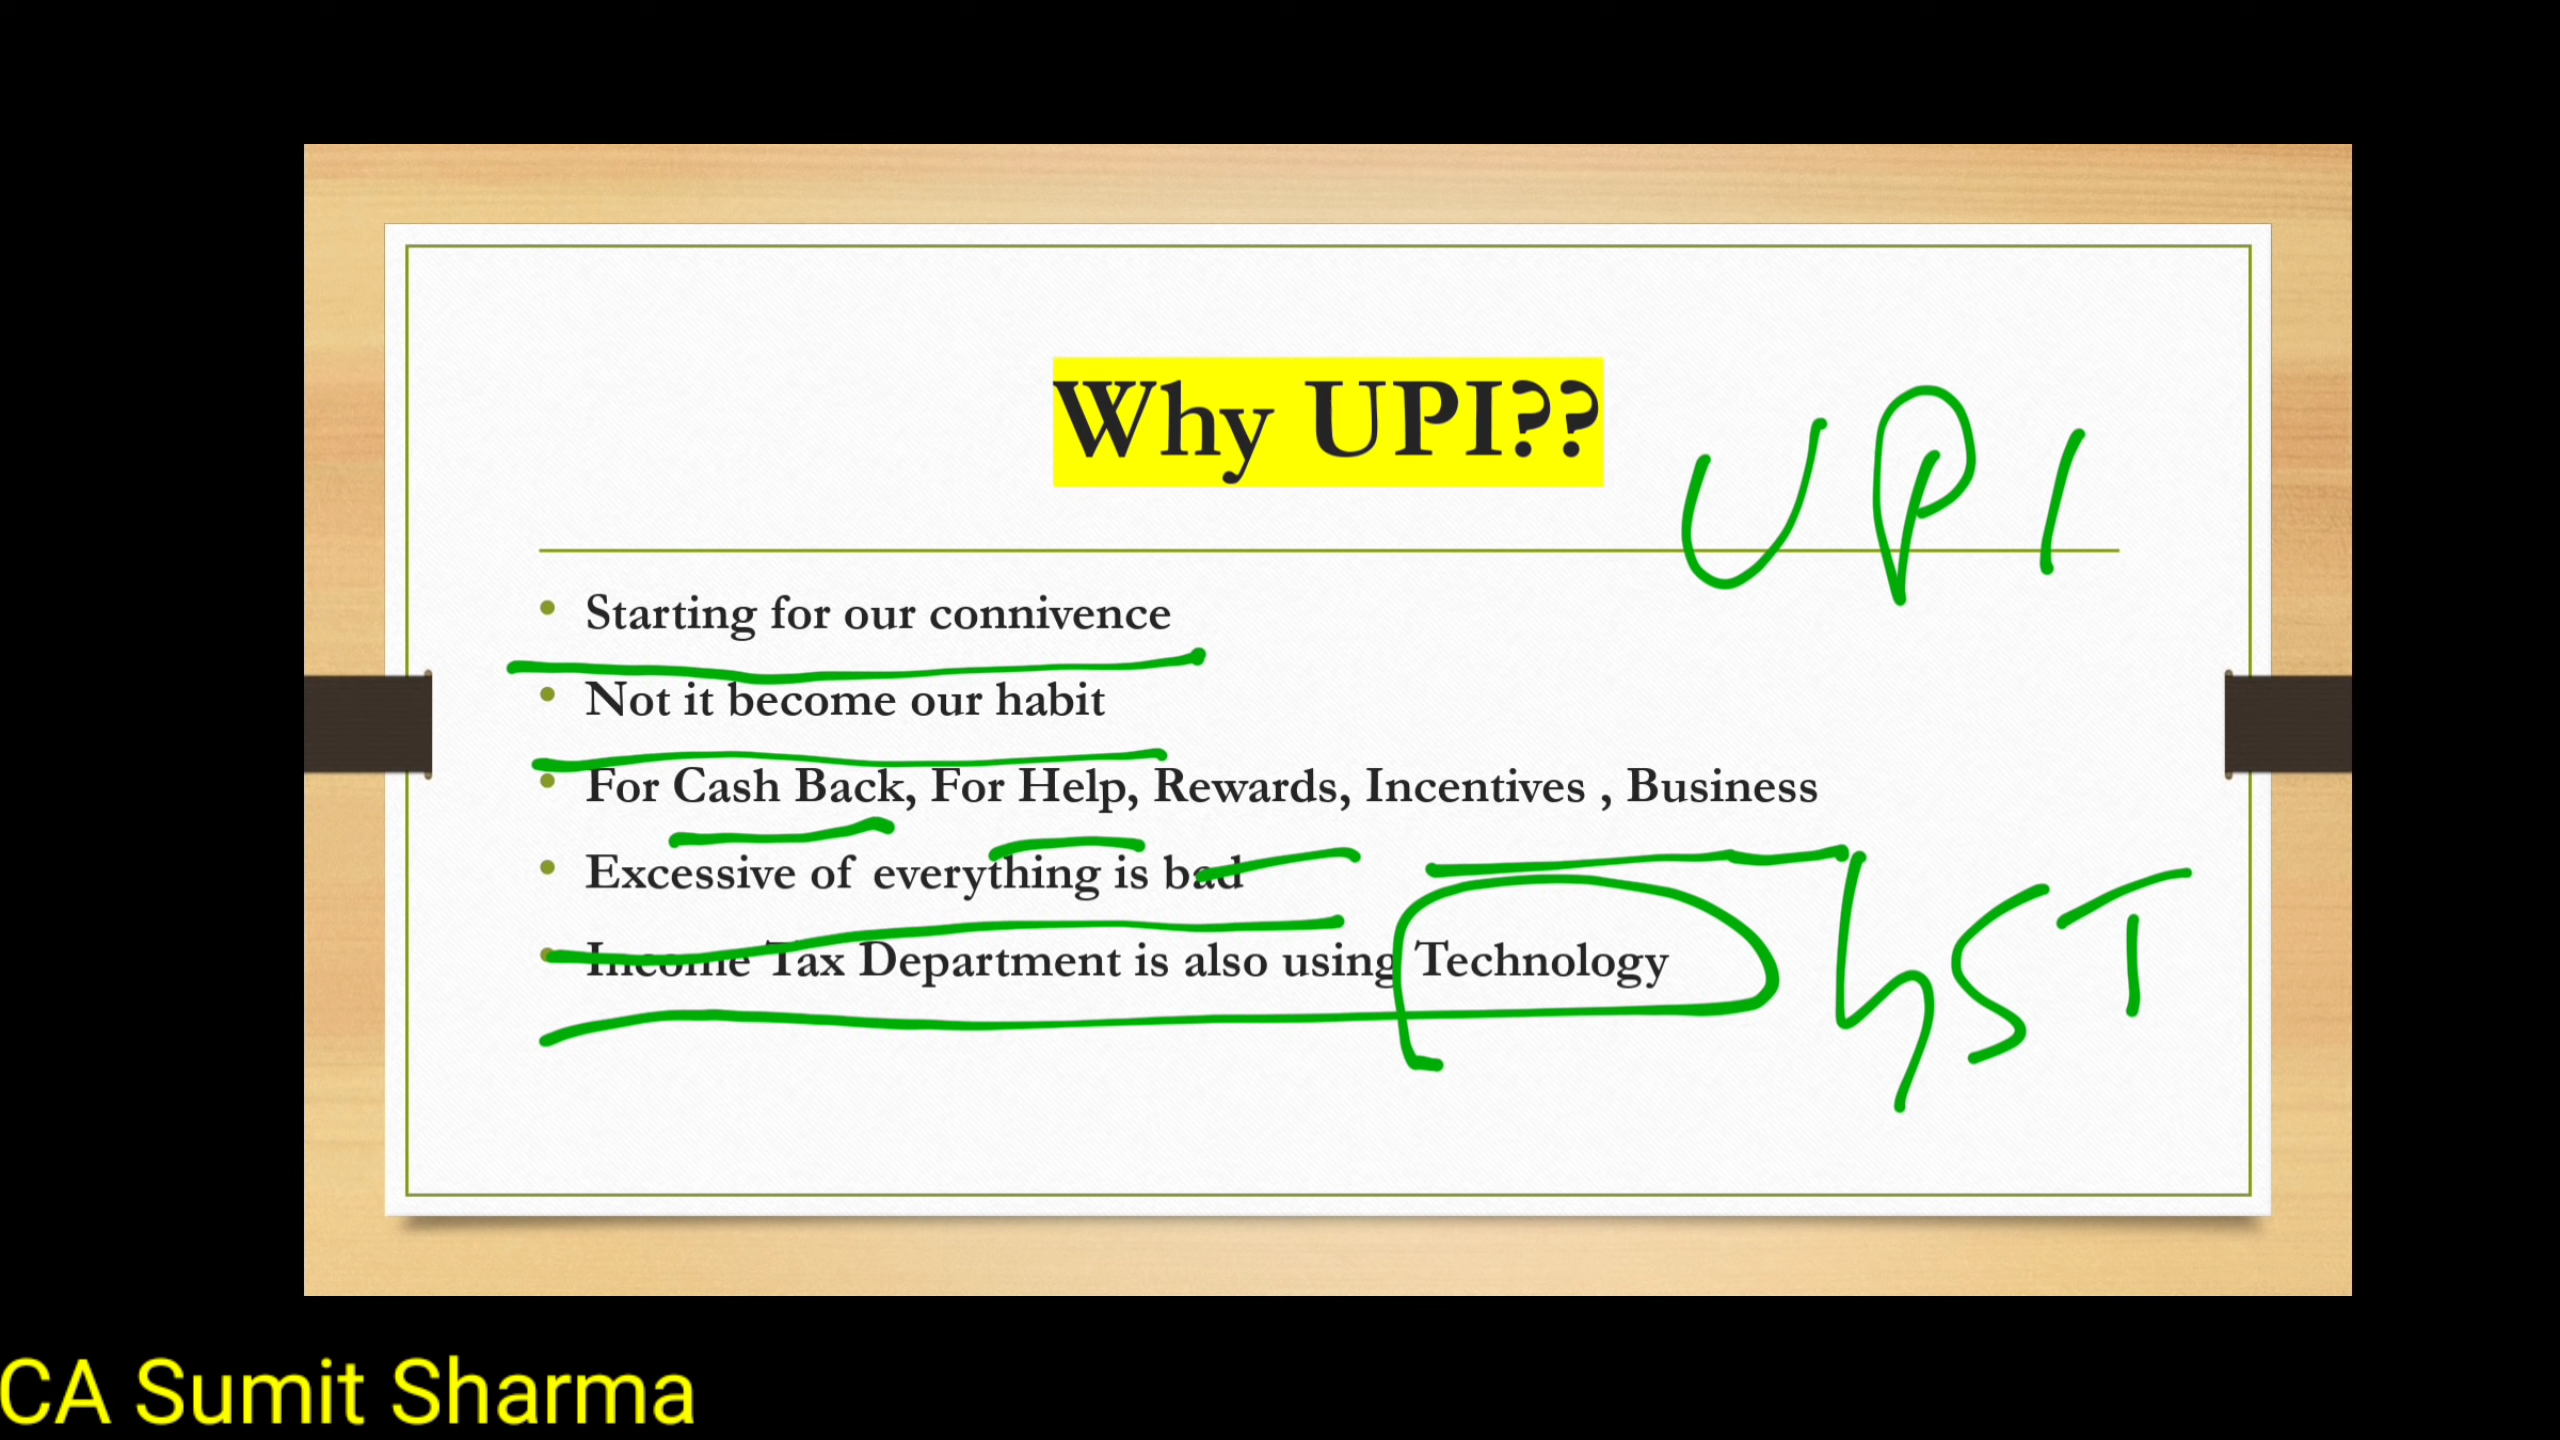 Why UPI??
UPI
• Starting for our connivence
• Not it become our habit
• For Cash Back, For Help, Rewards, Incentives , Business
• Excessive of everything is bad
• Income Tax Department is also using Technology
GST
CA Sumit Sharma